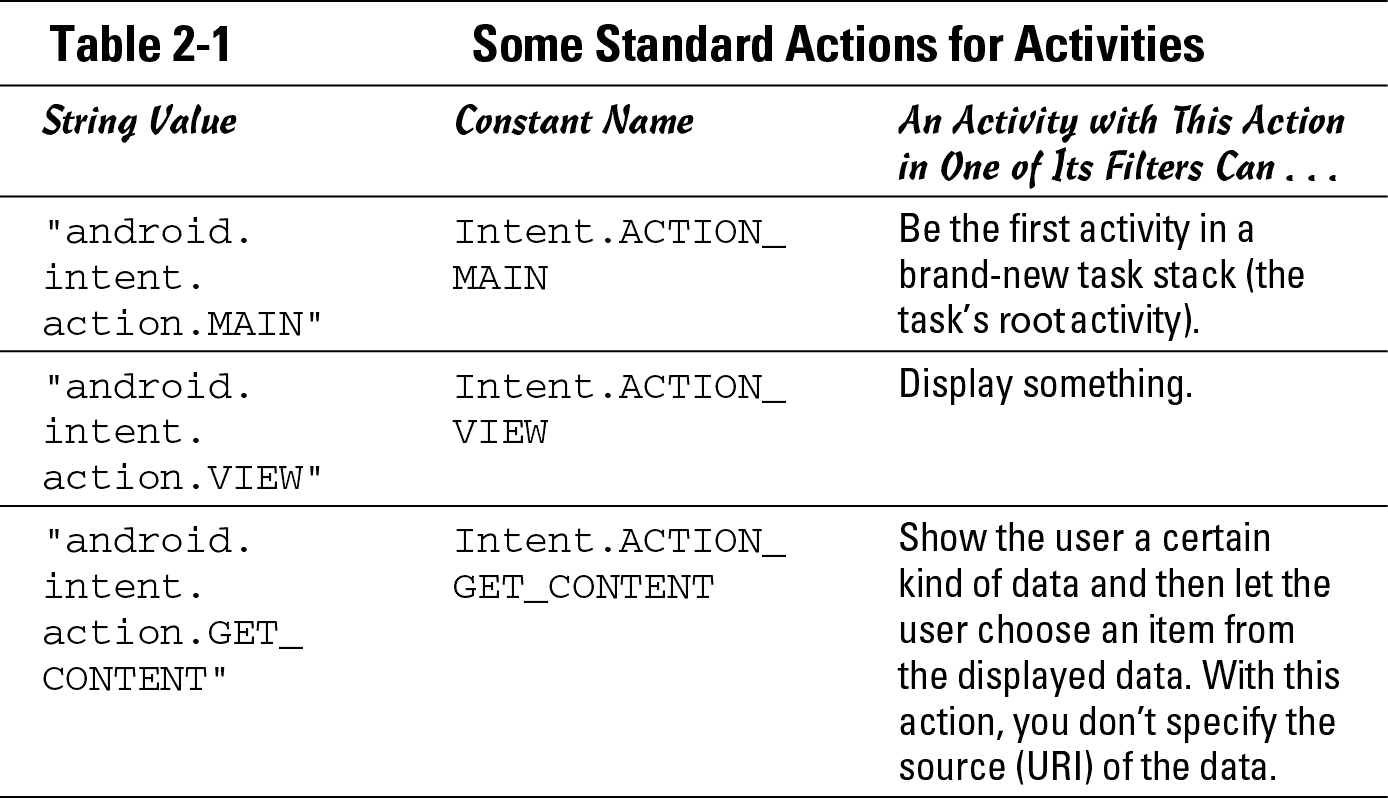 Table 2-1 Some Standard Actions for Activities
String Value Constant Name An Activity with This Action
in One of Its Filters Can . . .
"android. Intent.ACTION_ Be the first activity in a
intent. MAIN brand-new task stack (the
action.MAIN" task's root activity).
"android. Intent.ACTION_ Display something.
intent. VIEW
action.VIEW"
"android. Intent.ACTION_ Show the user a certain
intent. GET_CONTENT kind of data and then let the
action.GET_ user choose an item from
CONTENT" the displayed data. With this
action, you don't specify the
source (URI) of the data.